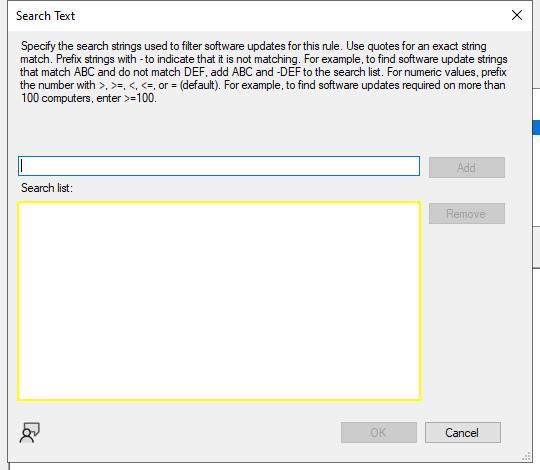 Search Text
Specify the search strings used to filter software updates for this rule. Use quotes for an exact string
match. Prefix strings with - to indicate that it is not matching. For example, to find software update strings
that match ABC and do not match DEF, add ABC and -DEF to the search list. For numeric values, prefix
the number with >, >=, <, <=, or = (default). For example, to find software updates required on more than
100 computers, enter >=100.
Add
Search list:
Remove
OK
Cancel